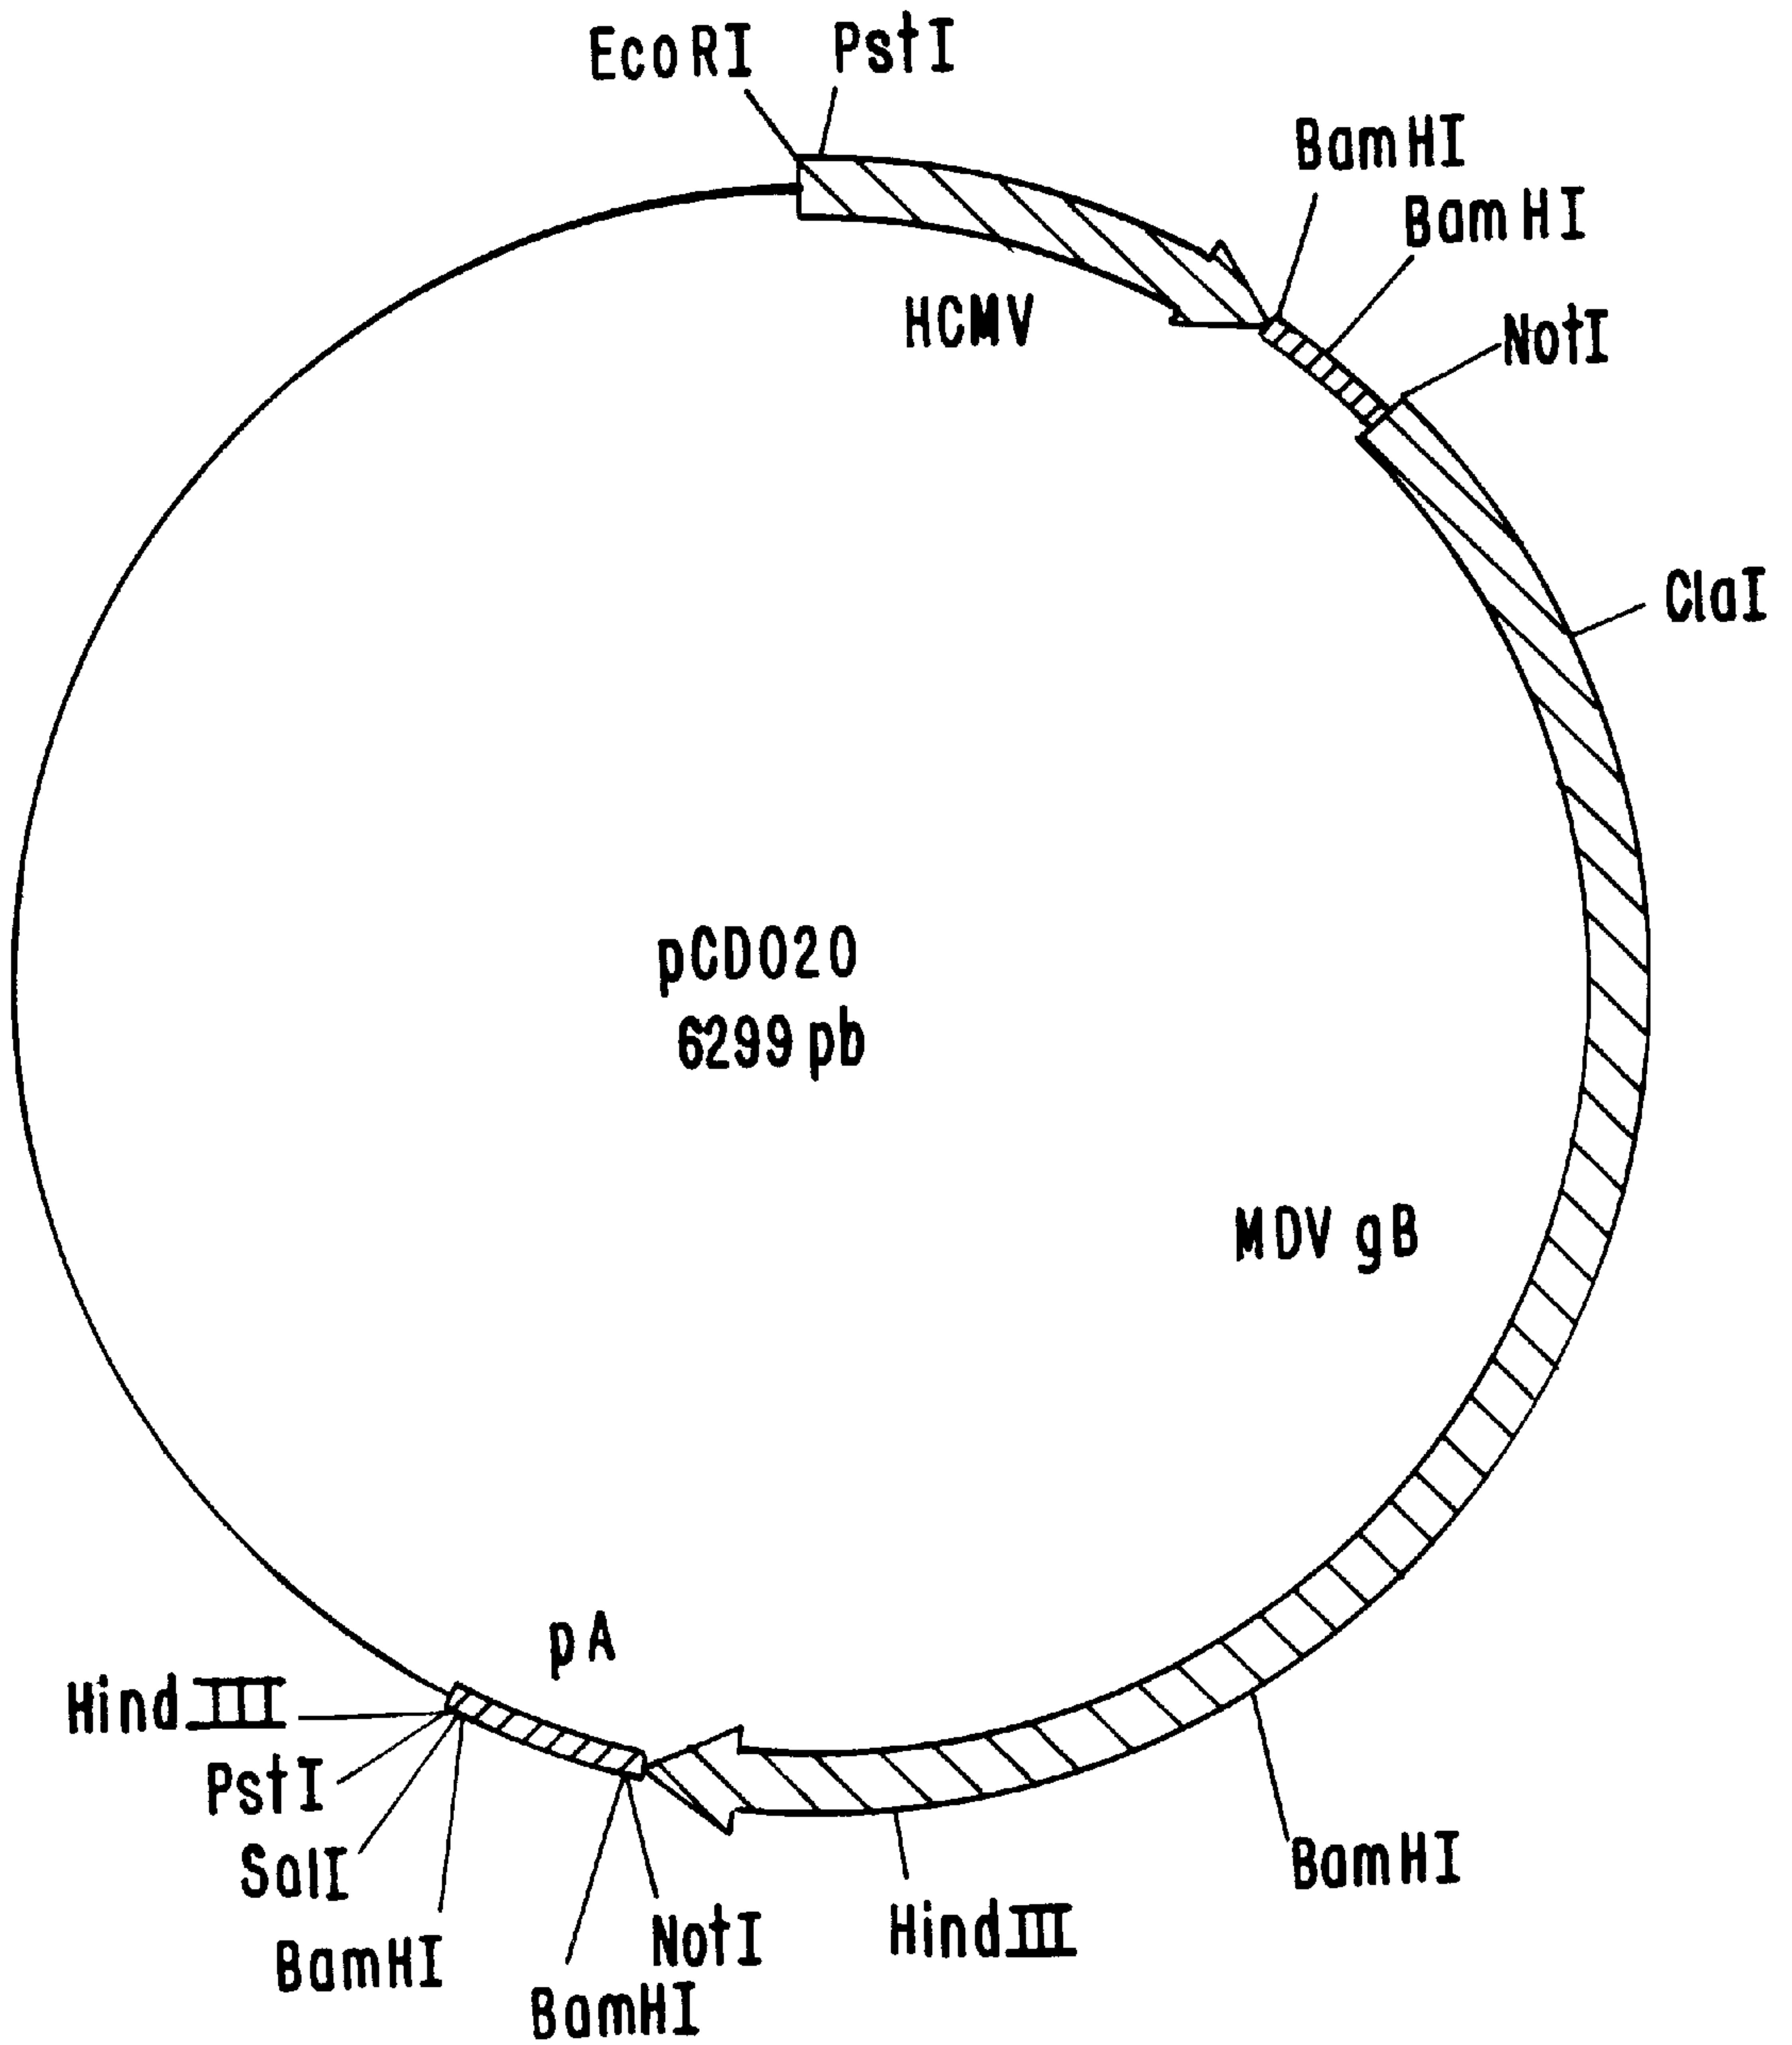 EcoRI
PstI
BamHI
BamHI
NotI
HCMV
ClaI
pCD020
6299 pb
MDV gB
pA
HindIII
PstI
SalI
BamHI
BamHI
NotI
HindIII
BamHI